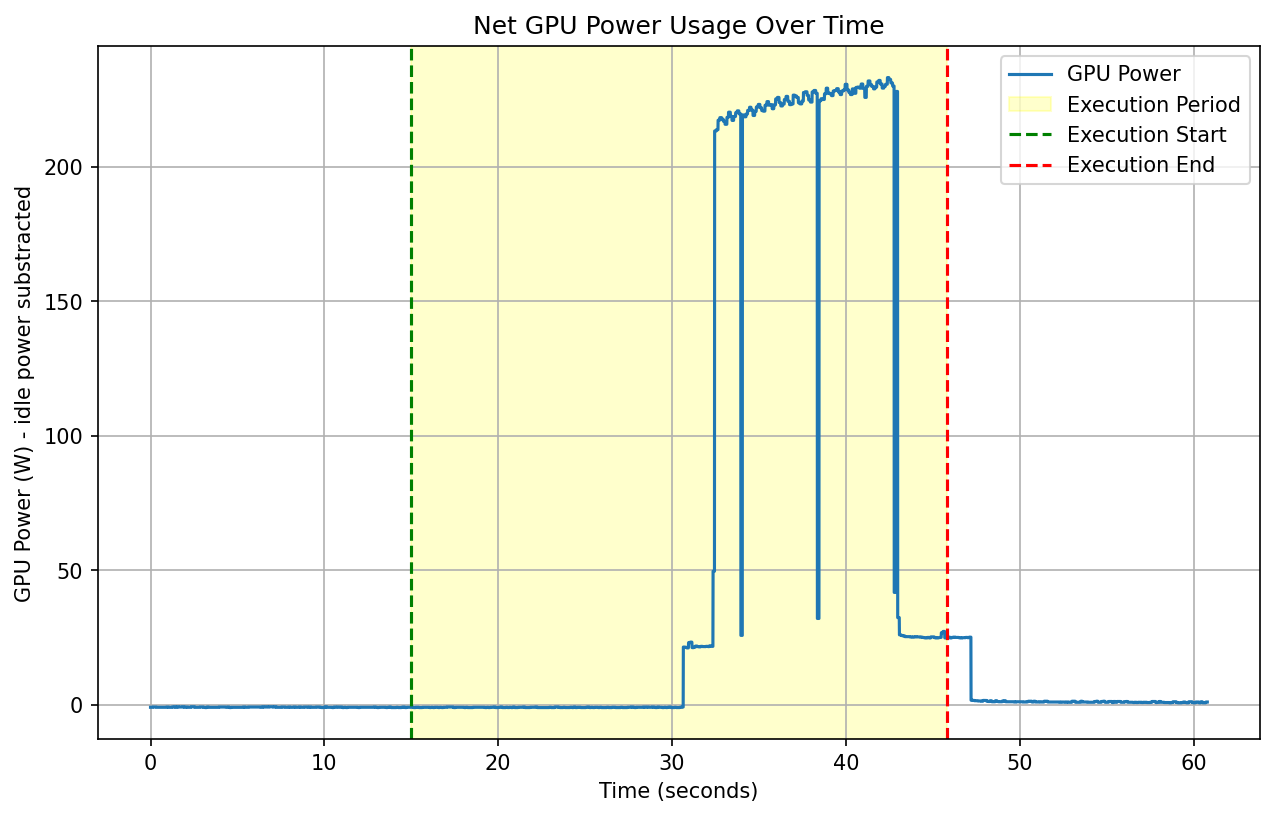 Net GPU Power Usage Over Time
GPU Power
Execution Period
Execution Start
Execution End
GPU Power (W) - idle power substracted
200
150
100
50
0
0 10 20 30 40 50 60
Time (seconds)